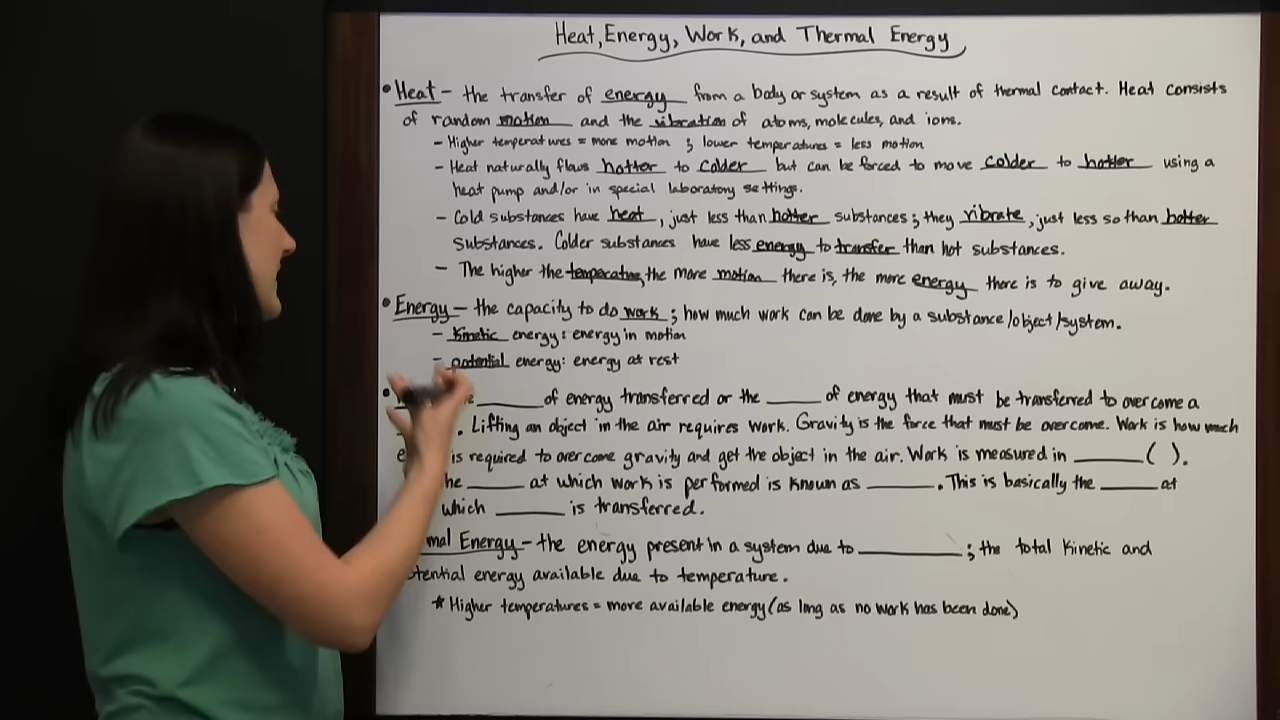 Heat, Energy, Work, and Thermal Energy
• Heat – the transfer of energy from a body or system as a result of thermal contact. Heat consists
of random motion and the vibration of atoms, molecules, and ions.
– Higher temperatures = more motion ; lower temperatures = less motion
– Heat naturally flows hotter to colder but can be forced to move colder to hotter using a
heat pump and/or in special laboratory settings.
– Cold substances have heat, just less than hotter substances; they vibrate, just less so than hotter
substances. Colder substances have less energy to transfer than hot substances.
– The higher the temperature, the more motion there is, the more energy there is to give away.
• Energy – the capacity to do work ; how much work can be done by a substance/object/system.
– Kinetic energy: energy in motion
– potential energy: energy at rest
• ______ of energy transferred or the ______ of energy that must be transferred to overcome a
. Lifting an object in the air requires work. Gravity is the force that must be overcome. Work is how much
is required to overcome gravity and get the object in the air. Work is measured in ______ ( ).
______ at which work is performed is known as ______. This is basically the ______ at
which ______ is transferred.
Energy – the energy present in a system due to ______ ; the total kinetic and
energy available due to temperature.
* Higher temperatures = more available energy (as long as no work has been done)